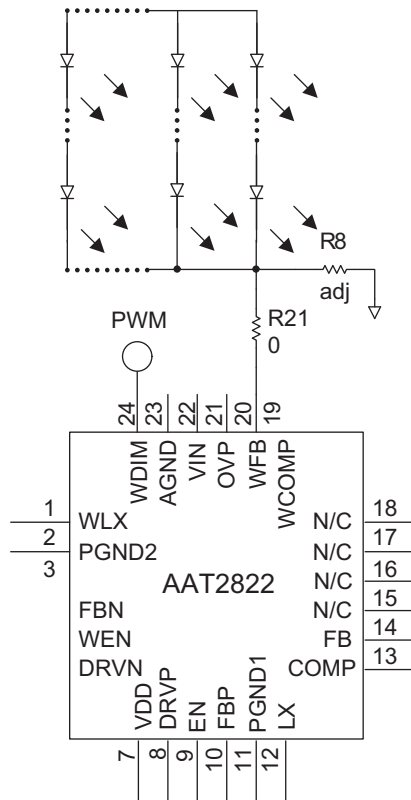 R8
adj
PWM
R21
0
24
23
22
21
20
19
WDIM
AGND
VIN
OVP
WFB
WCOMP
1
WLX
N/C
18
2
PGND2
N/C
17
3
N/C
16
AAT2822
FBN
N/C
15
WEN
FB
14
DRVN
COMP
13
VDD
DRVP
EN
FBP
PGND1
LX
7
8
9
10
11
12